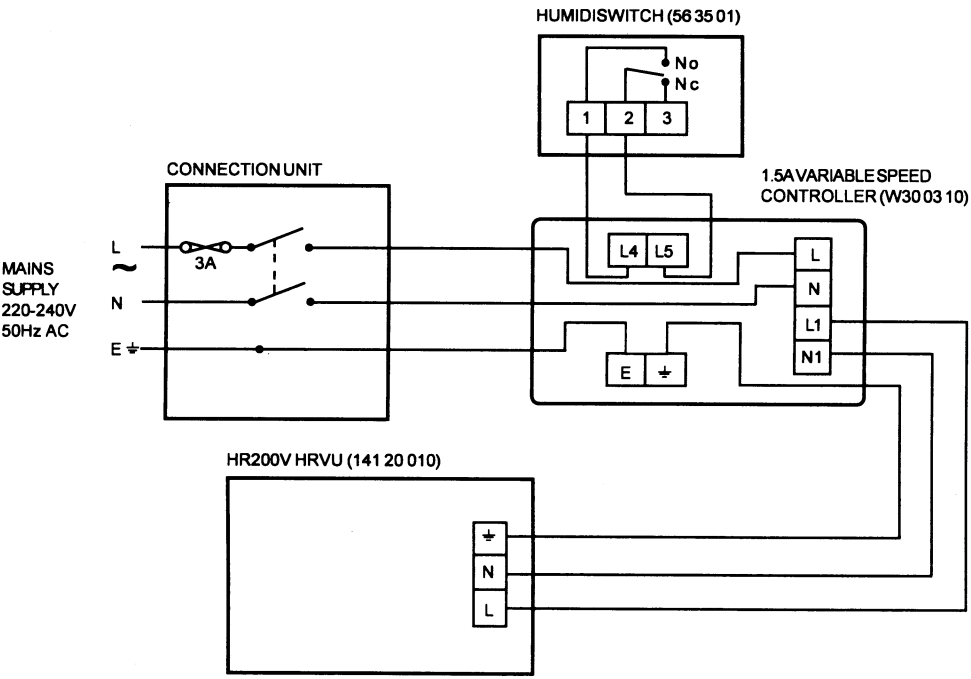 HUMIDISWITCH (56 35 01)
No
Nc
1 2 3
CONNECTION UNIT
1.5A VARIABLE SPEED
CONTROLLER (W30 03 10)
L
3A
MAINS
SUPPLY
220-240V
50Hz AC
~
N
E
L4 L5
L
N
L1
N1
E
HR200V HRVU (141 20 010)
N
L